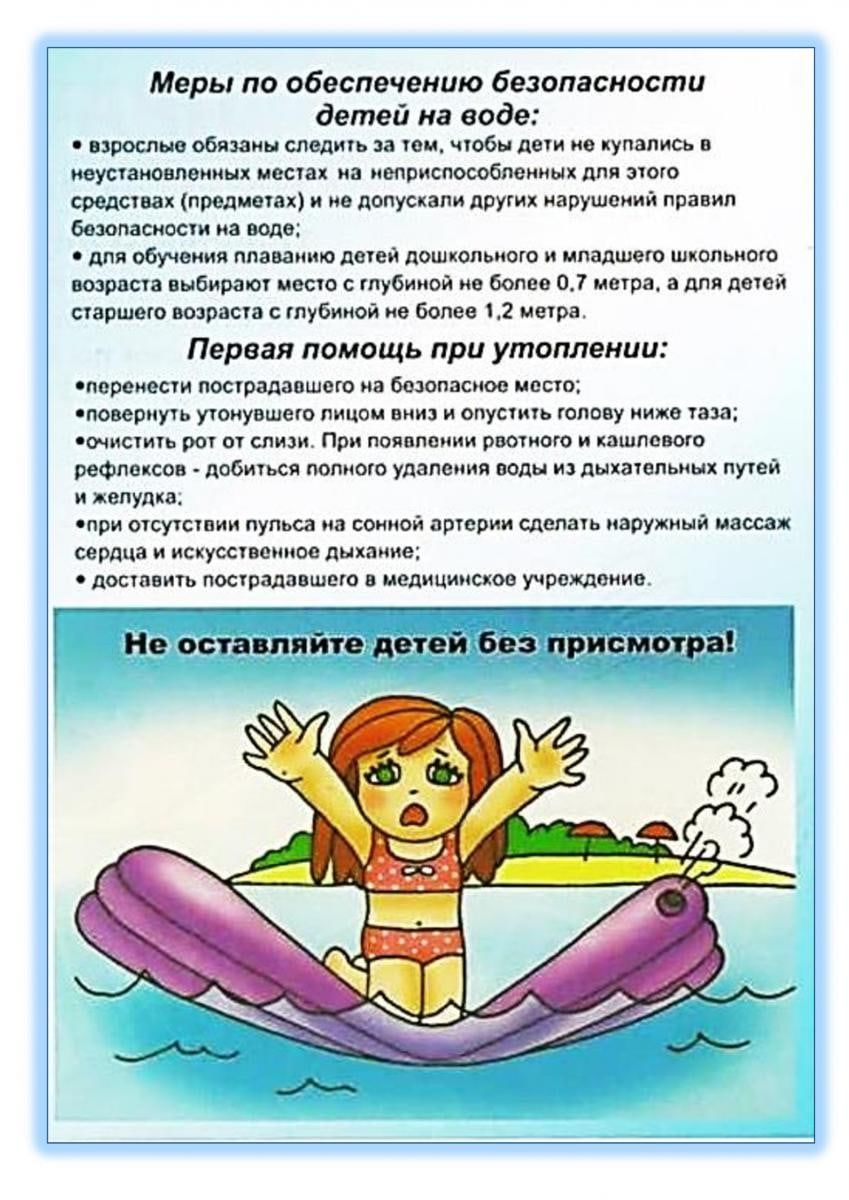 Меры по обеспечению безопасности
детей на воде:
• взрослые обязаны следить за тем, чтобы дети не купались в
неустановленных местах на неприспособленных для этого
средствах (предметах) и не допускали других нарушений правил
безопасности на воде;
• для обучения плаванию детей дошкольного и младшего школьного
возраста выбирают место с глубиной не более 0,7 метра, а для детей
старшего возраста с глубиной не более 1,2 метра.
Первая помощь при утоплении:
•перенести пострадавшего на безопасное место;
•повернуть утонувшего лицом вниз и опустить голову ниже таза;
•очистить рот от слизи. При появлении рвотного и кашлевого
рефлексов - добиться полного удаления воды из дыхательных путей
и желудка;
•при отсутствии пульса на сонной артерии сделать наружный массаж
сердца и искусственное дыхание;
• доставить пострадавшего в медицинское учреждение.
Не оставляйте детей без присмотра!